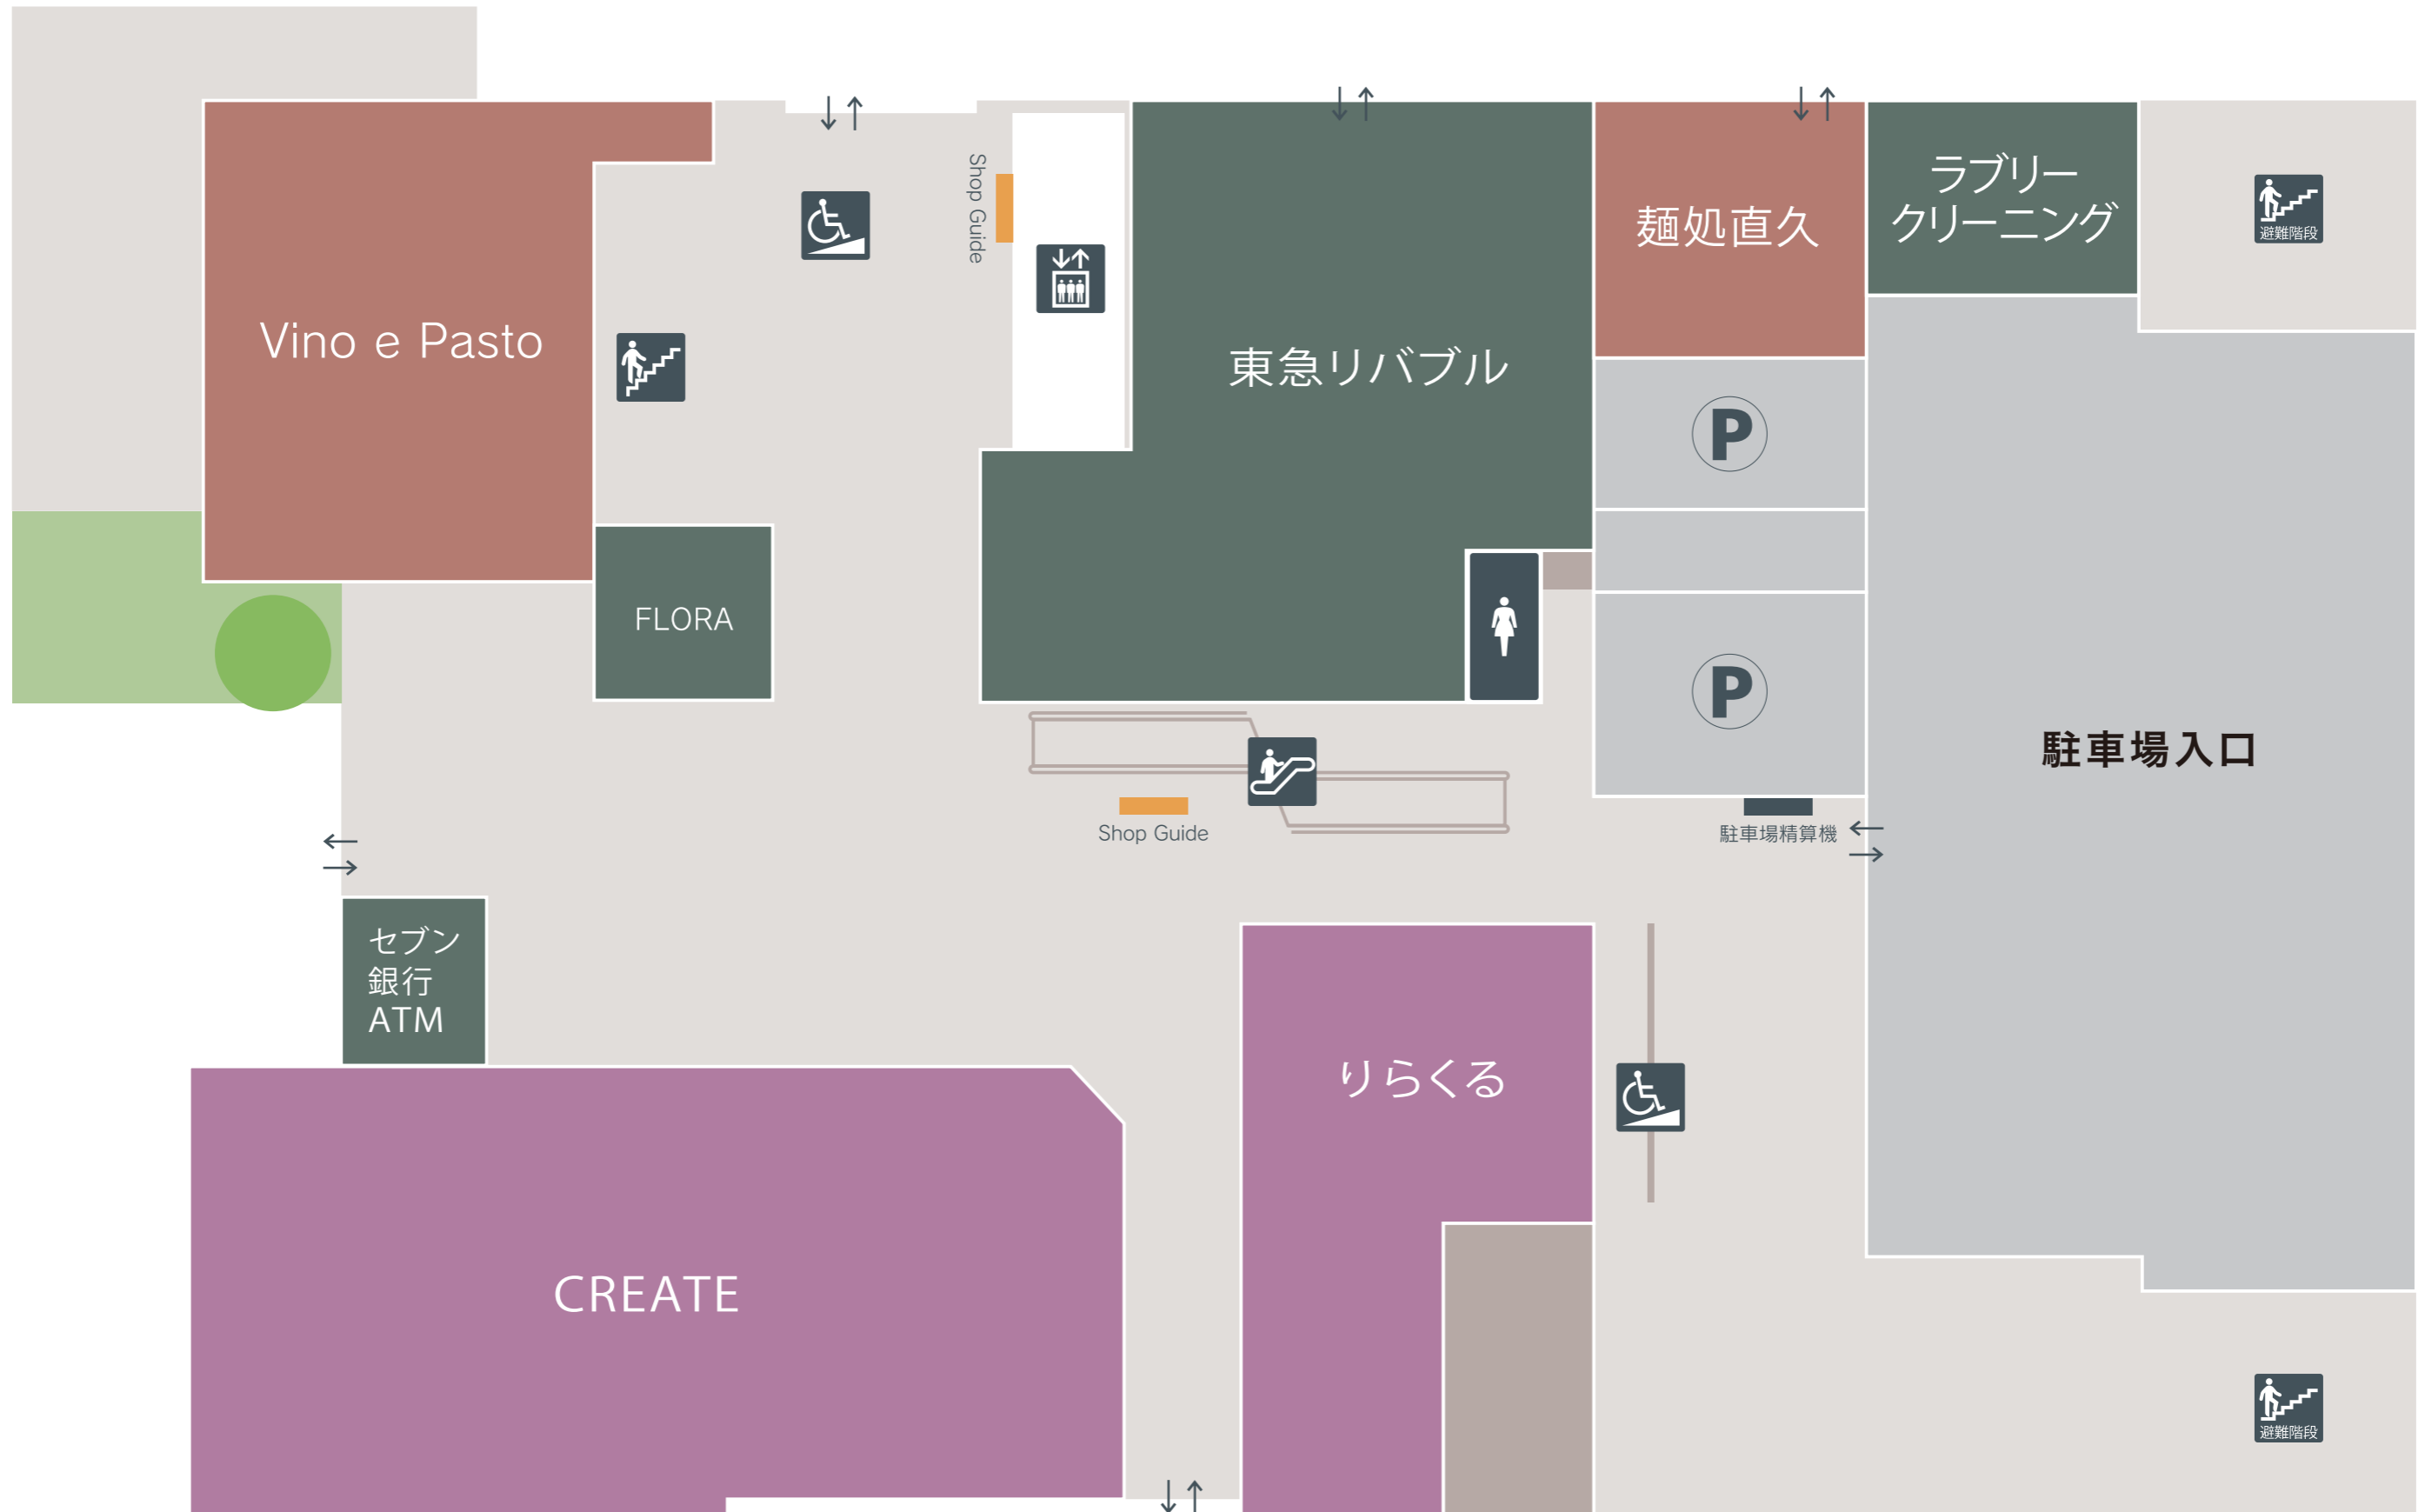 Vino e Pasto
Shop Guide
東急リバブル
麺処直久
ラブリー
クリーニング
避難階段
P
FLORA
P
駐車場入口
Shop Guide
駐車場精算機
セブン
銀行
ATM
りらくる
CREATE
避難階段